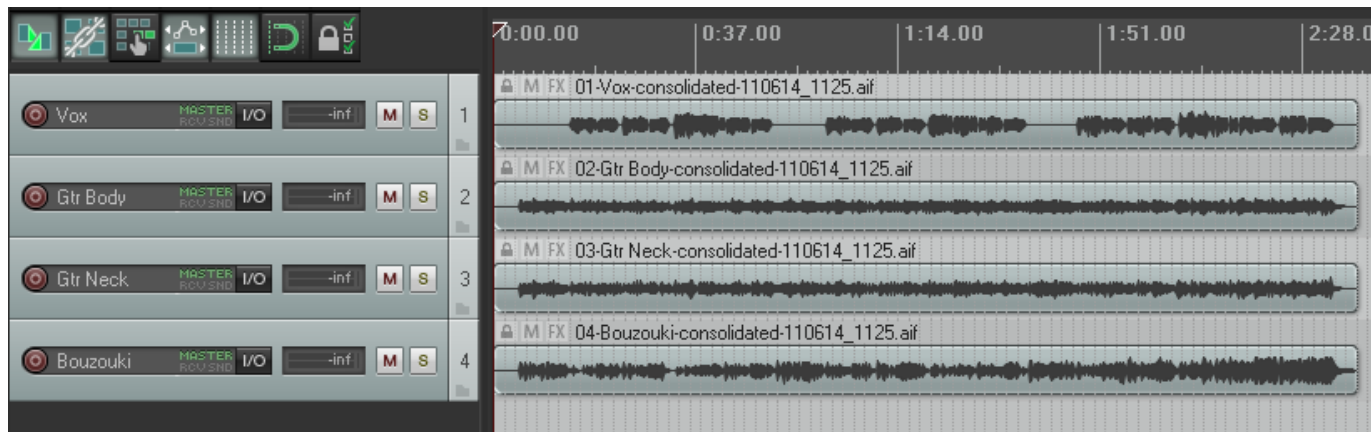 0:00.00 0:37.00 1:14.00 1:51.00 2:28.0
M FX 01-Vox-consolidated-110614_1125.aif
Vox MASTER RCV SND I/O -inf M S 1
M FX 02-Gtr Body-consolidated-110614_1125.aif
Gtr Body MASTER RCV SND I/O -inf M S 2
M FX 03-Gtr Neck-consolidated-110614_1125.aif
Gtr Neck MASTER RCV SND I/O -inf M S 3
M FX 04-Bouzouki-consolidated-110614_1125.aif
Bouzouki MASTER RCV SND I/O -inf M S 4